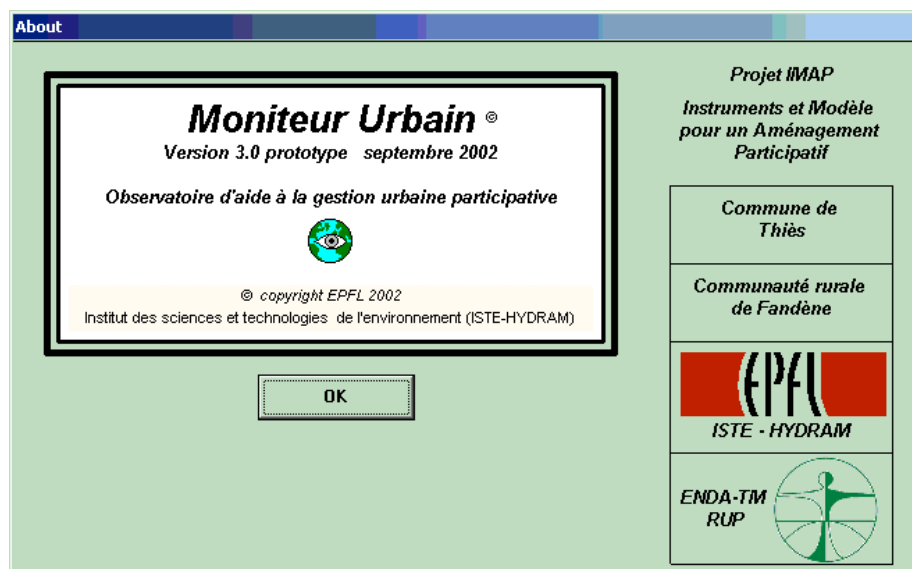 About
Moniteur Urbain ©
Version 3.0 prototype septembre 2002
Observatoire d'aide à la gestion urbaine participative
© copyright EPFL 2002
Institut des sciences et technologies de l'environnement (ISTE-HYDRAM)
OK
Projet IMAP
Instruments et Modèle
pour un Aménagement
Participatif
Commune de
Thiès
Communauté rurale
de Fandène
EPFL
ISTE - HYDRAM
ENDA-TM
RUP